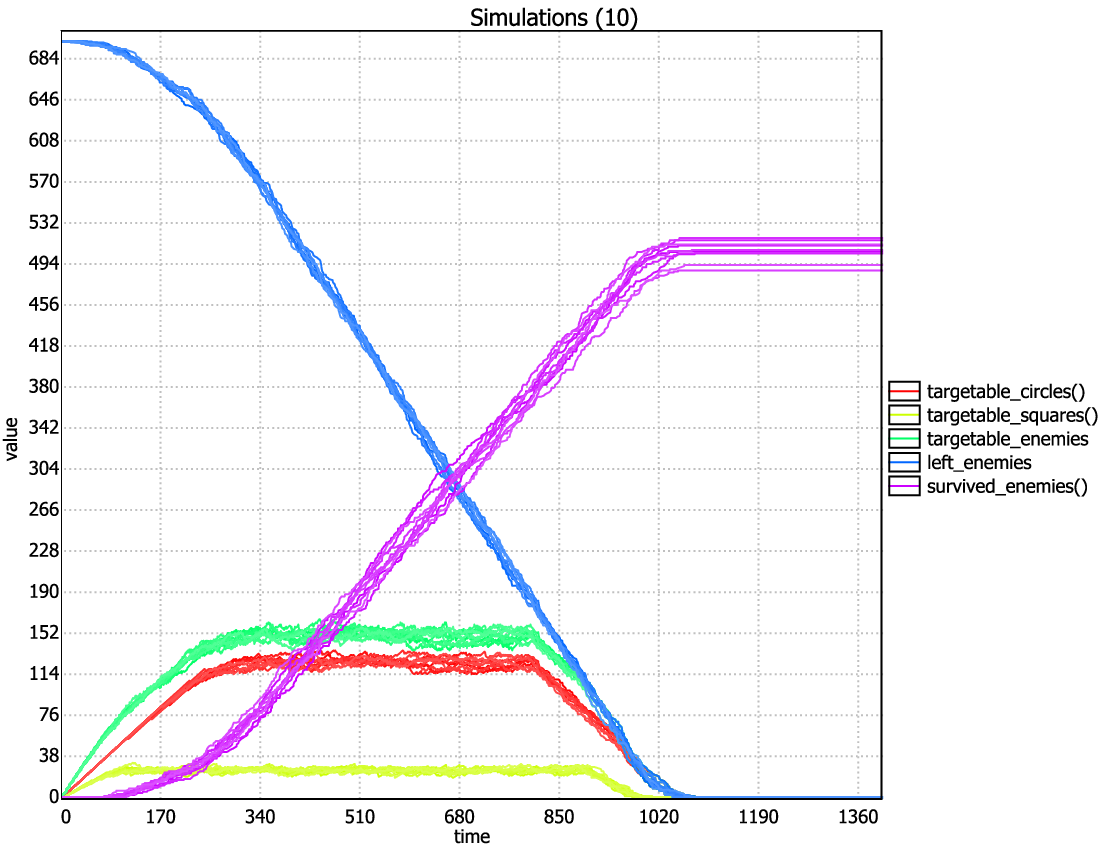 Simulations (10)
684
646
608
570
532
494
456
418
380
342
304
266
228
190
152
114
76
38
0
value
0 170 340 510 680 850 1020 1190 1360
time
targetable_circles()
targetable_squares()
targetable_enemies
left_enemies
survived_enemies()